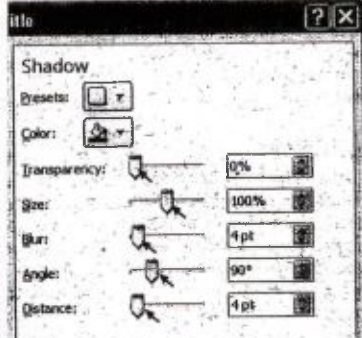 itle ? X
Shadow
Presets:
Color:
Transparency: 0%
Size: 100%
Blur: 4 pt
Angle: 90°
Distance: 4 pt